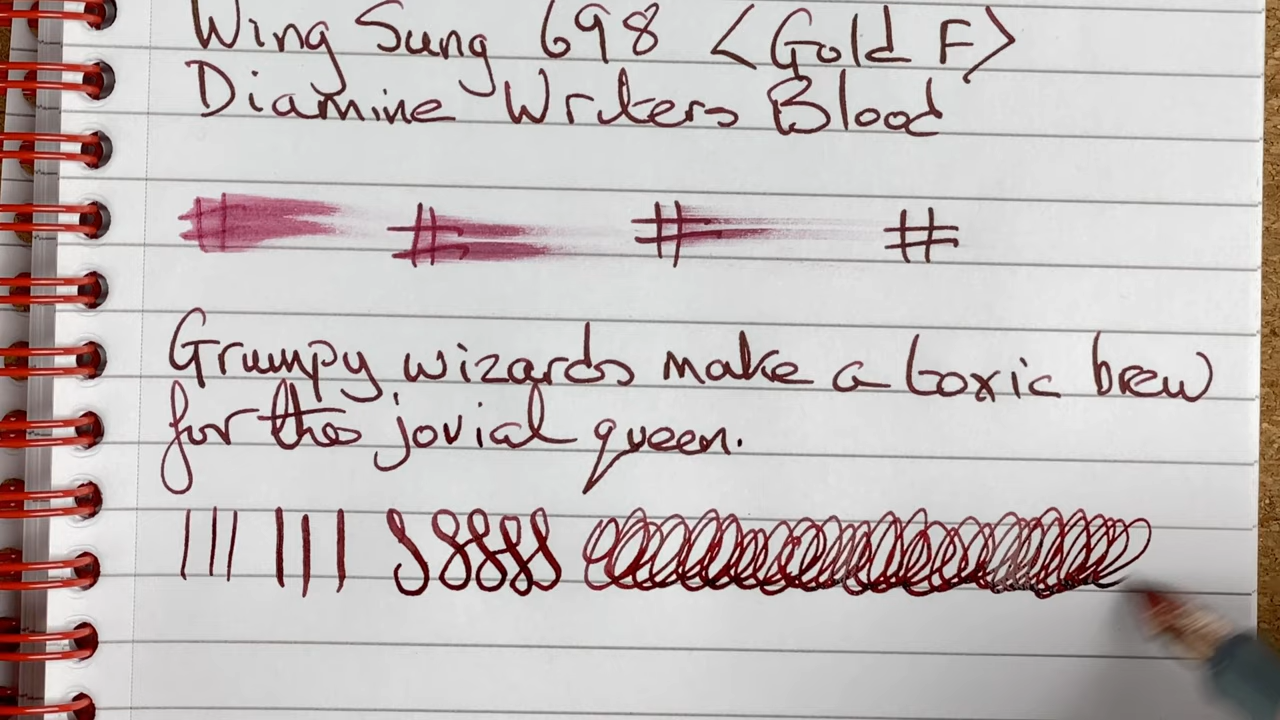 Wing Sung 698 <Gold F>
Diamine Writers Blood
# # # #
Grumpy wizards make a toxic brew
for the jovial queen.